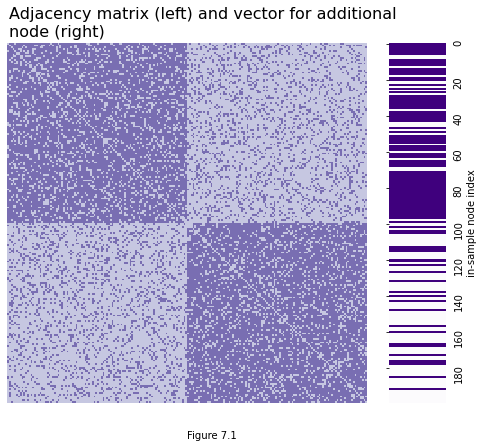 Adjacency matrix (left) and vector for additional
node (right)
0
20
40
60
80
100
120
140
160
180
in-sample node index
Figure 7.1